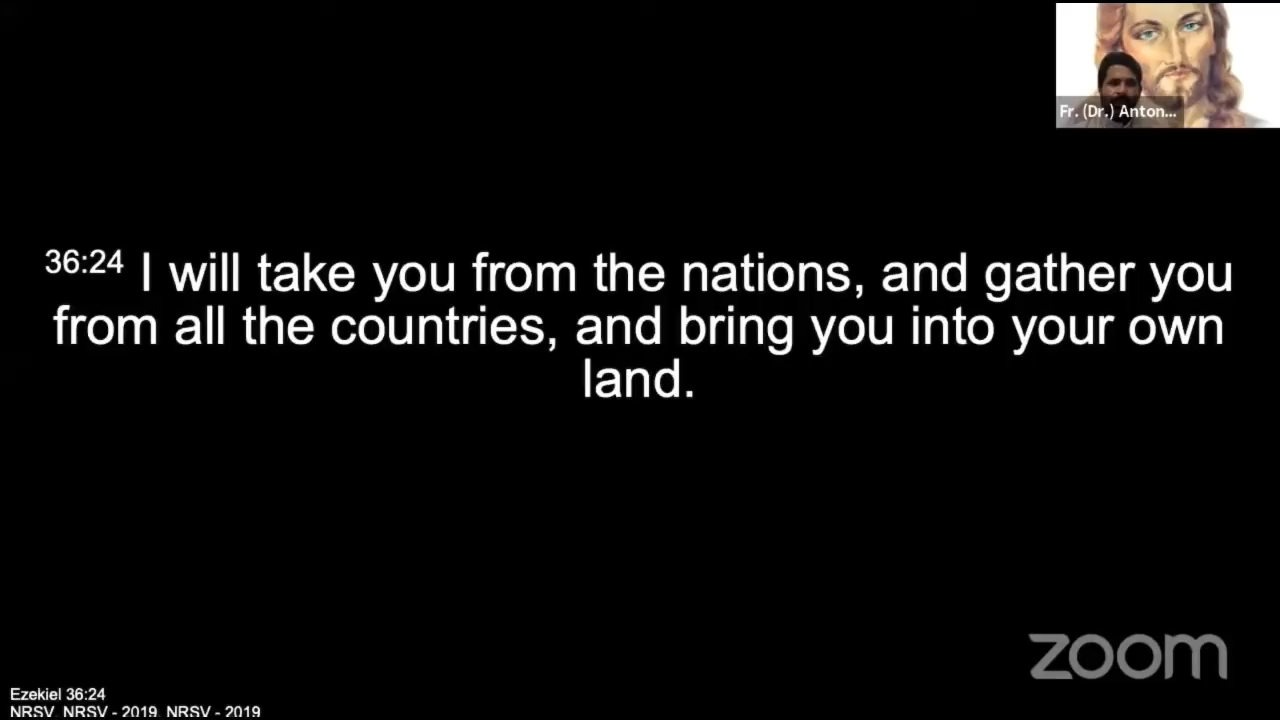 Fr. (Dr.) Anton...
36:24 I will take you from the nations, and gather you
from all the countries, and bring you into your own
land.
zoom
Ezekiel 36:24
NRSV, NRSV - 2019, NRSV - 2019